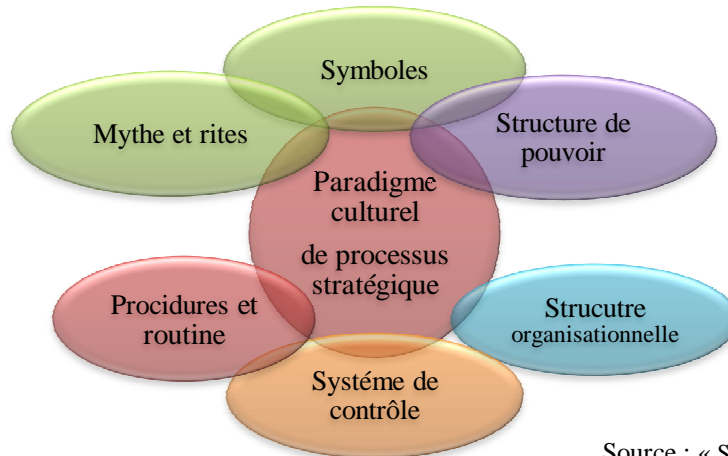 Symboles
Mythe et rites
Structure de
pouvoir
Paradigme
culturel
de processus
stratégique
Procidures et
routine
Strucutre
organisationnelle
Systéme de
contrôle
Source : « S